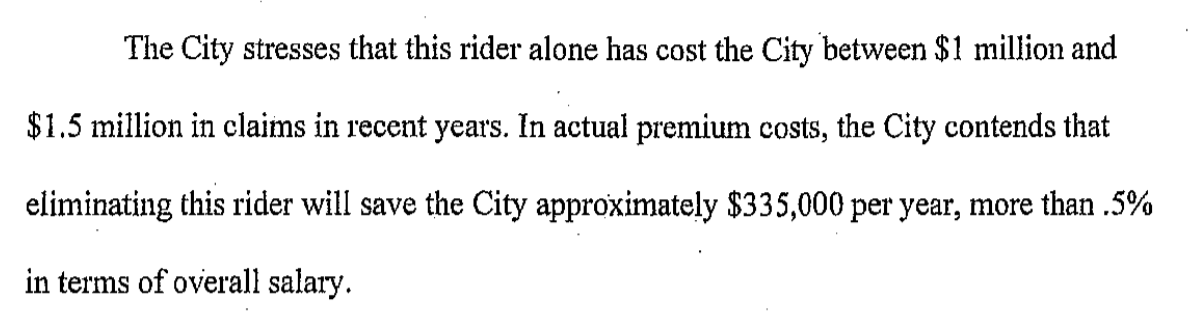 The City stresses that this rider alone has cost the City between $1 million and
$1.5 million in claims in recent years. In actual premium costs, the City contends that
eliminating this rider will save the City approximately $335,000 per year, more than .5%
in terms of overall salary.